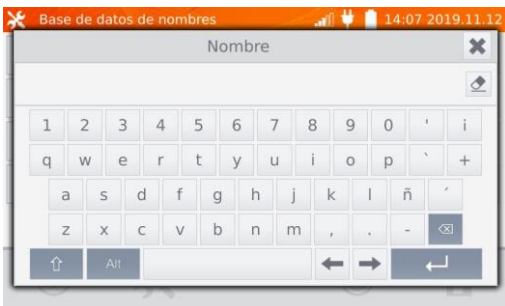 Base de datos de nombres 14:07 2019.11.12
Nombre
1 2 3 4 5 6 7 8 9 0 ' ¡
q w e r t y u i o p ` +
a s d f g h j k l ñ ´
z x c v b n m , . -
Alt